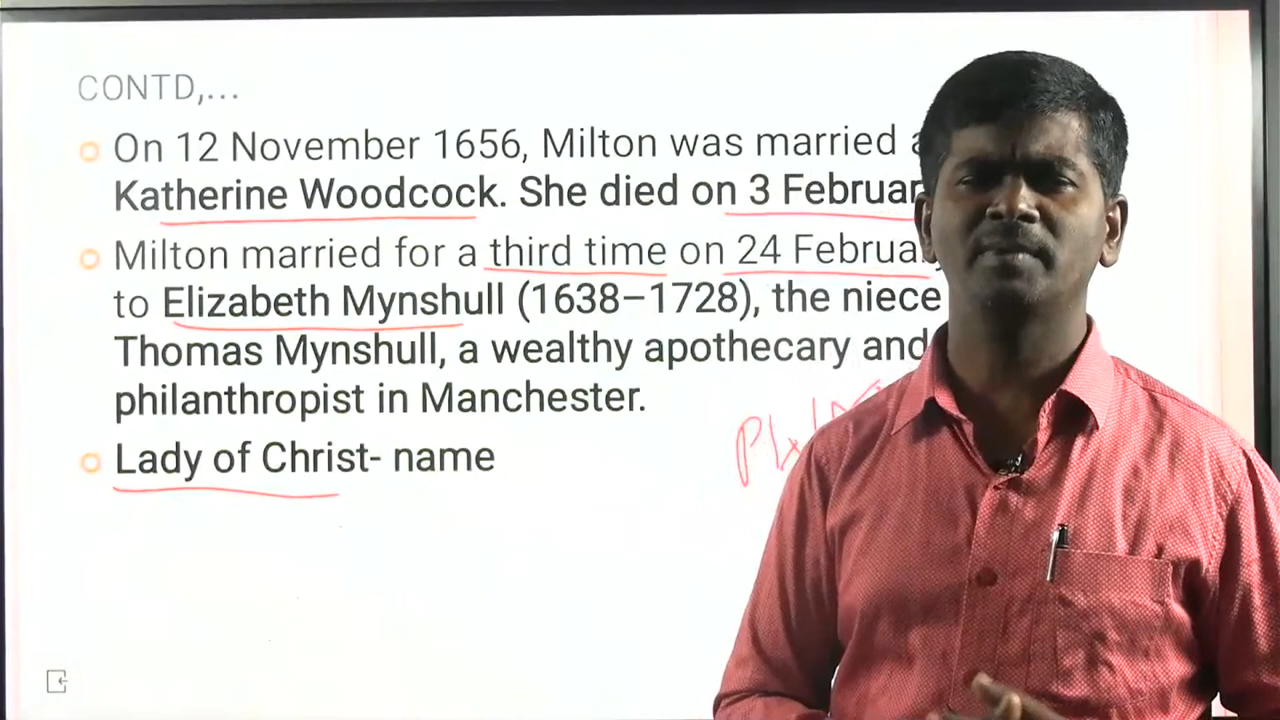 CONTD,...
On 12 November 1656, Milton was married
Katherine Woodcock. She died on 3
Milton married for a third time on 24
to Elizabeth Mynshull (1638–1728), the niece
Thomas Mynshull, a wealthy apothecary and
philanthropist in Manchester.
Lady of Christ- name